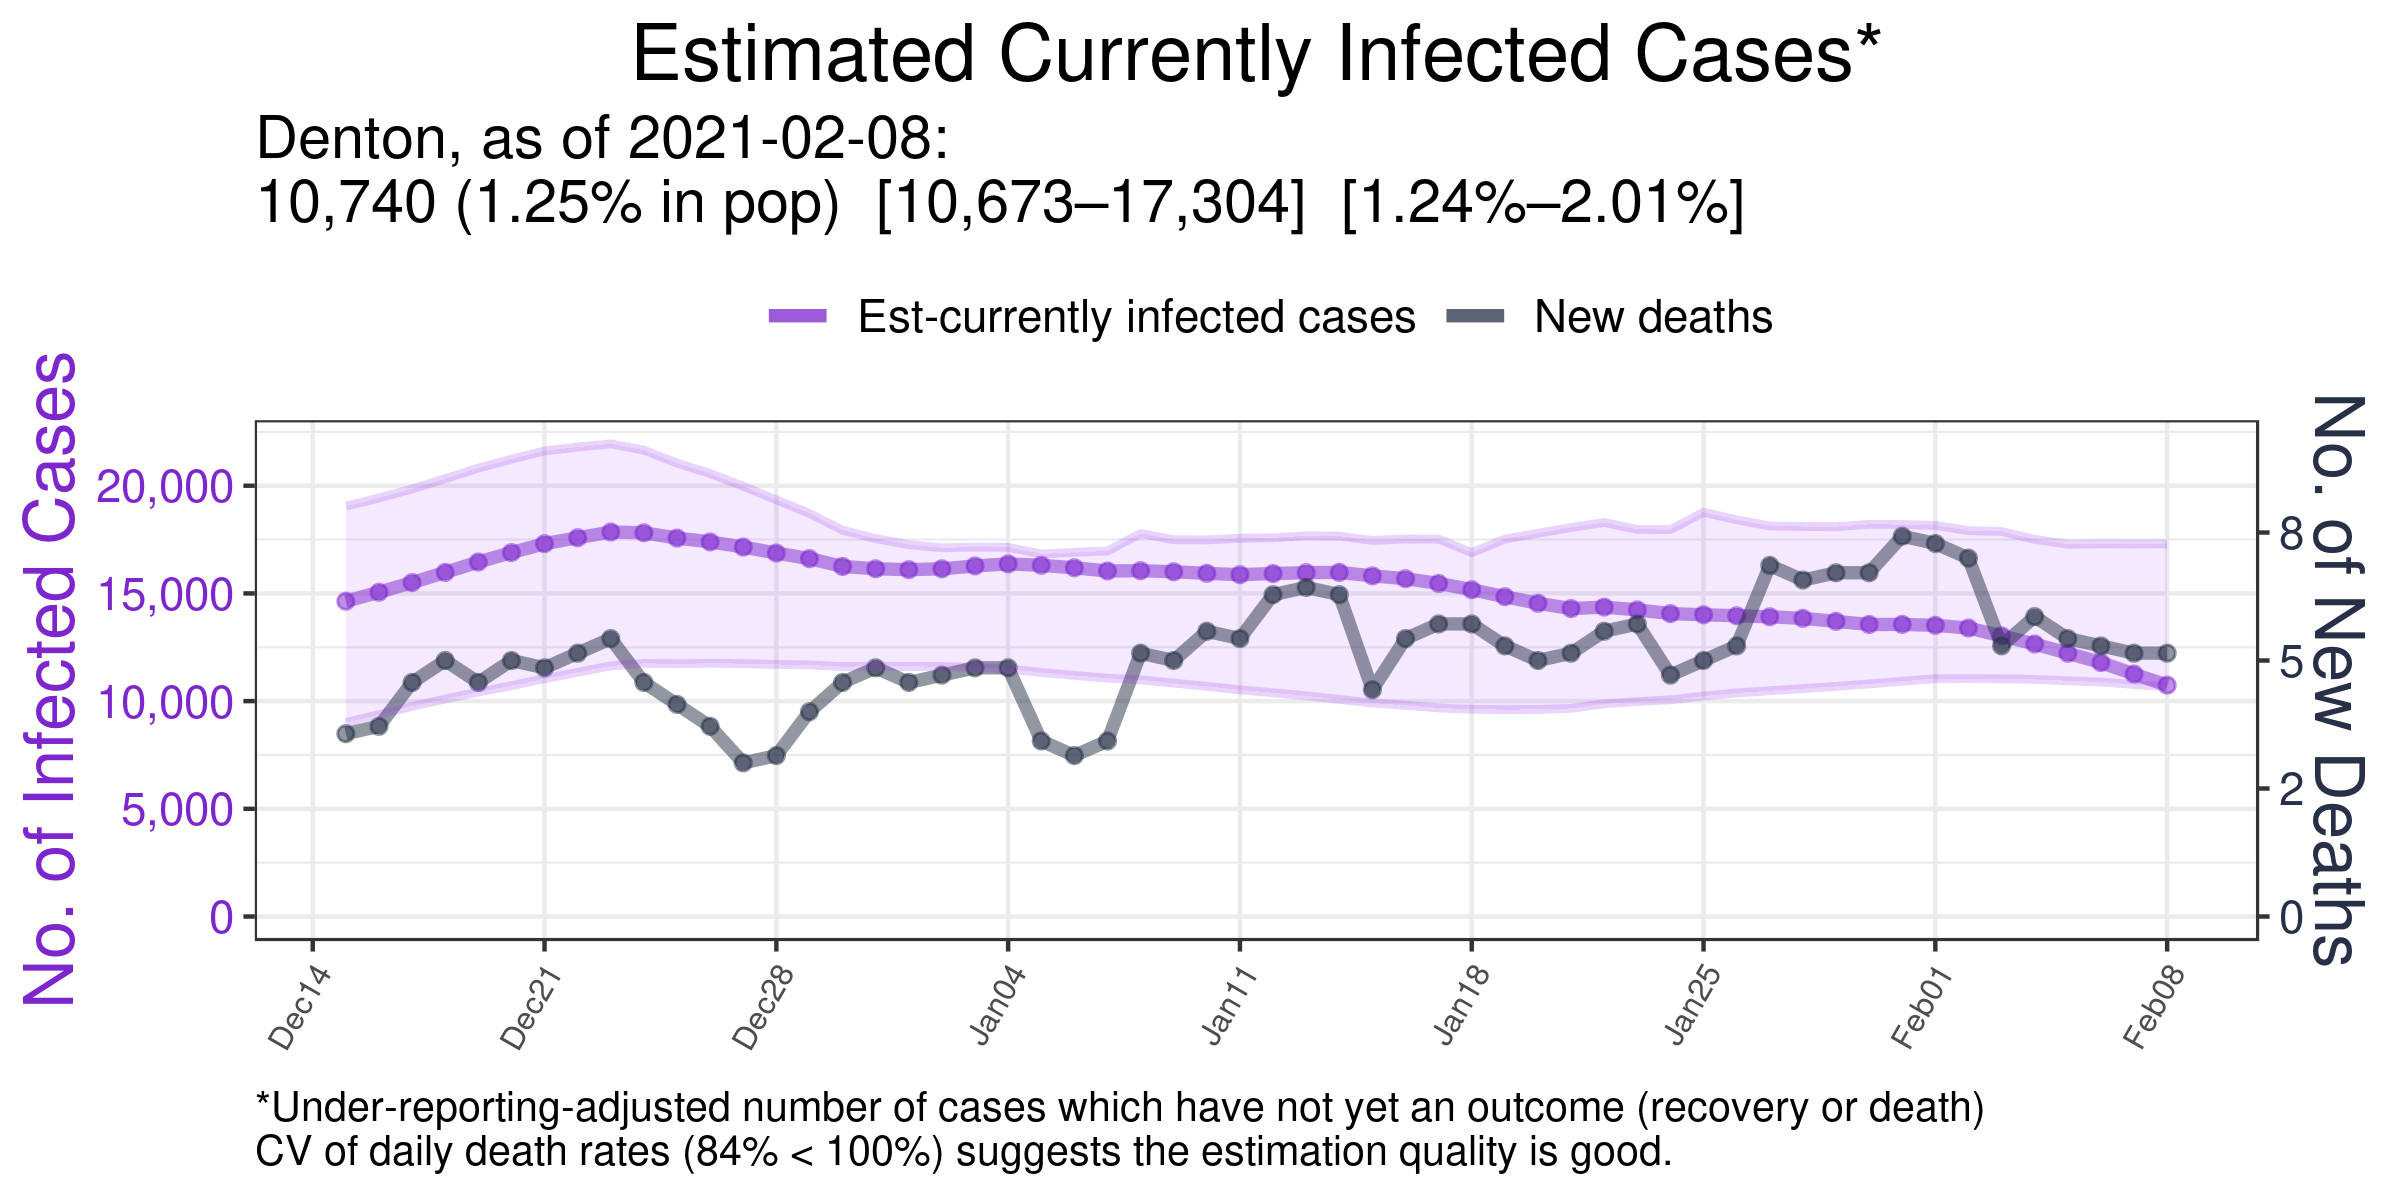 Estimated Currently Infected Cases*
Denton, as of 2021-02-08:
10,740 (1.25% in pop)  [10,673–17,304]  [1.24%–2.01%]
Est-currently infected cases
New deaths
No. of Infected Cases
20,000
15,000
10,000
5,000
0
No. of New Deaths
8
5
2
0
Dec14
Dec21
Dec28
Jan04
Jan11
Jan18
Jan25
Feb01
Feb08
*Under-reporting-adjusted number of cases which have not yet an outcome (recovery or death)
CV of daily death rates (84% < 100%) suggests the estimation quality is good.